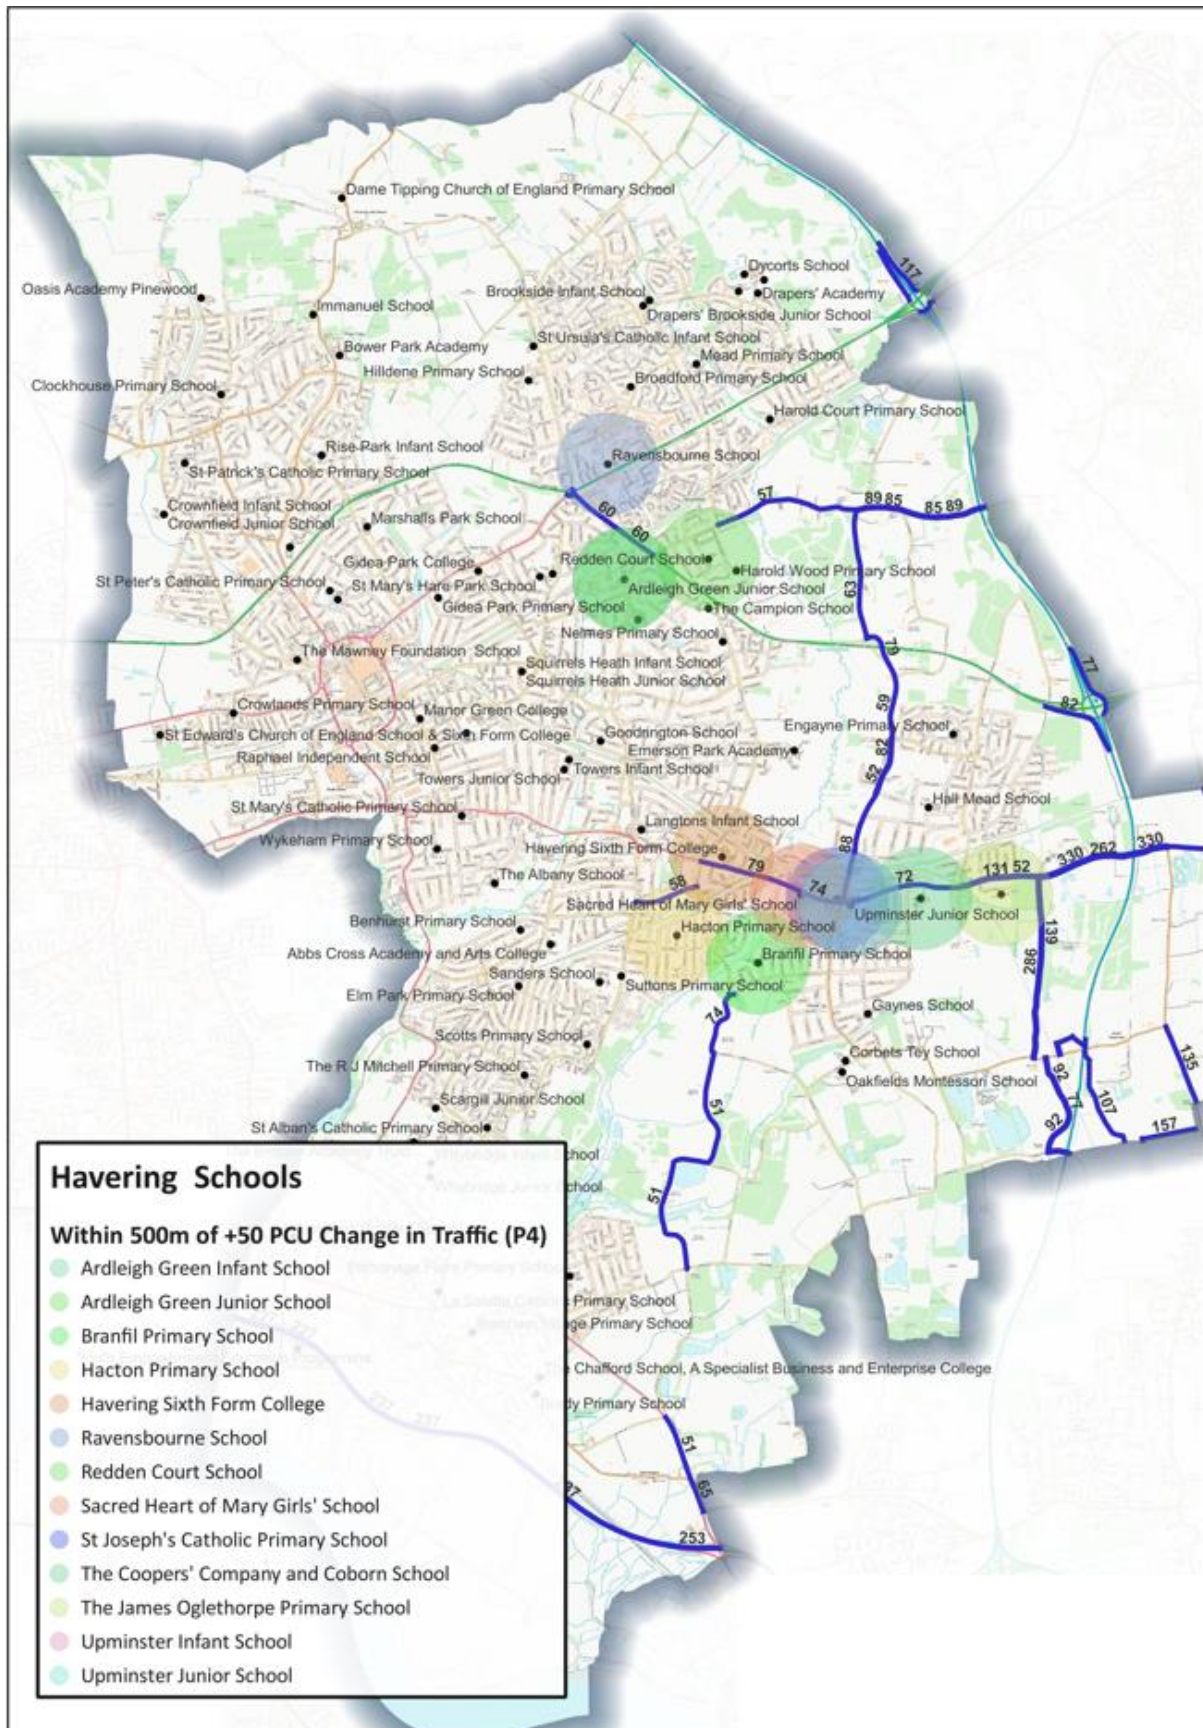 Dame Tipping Church of England Primary School
Dycorts School
117
Oasis Academy Pinewood
Brookside Infant School
Drapers' Academy
Immanuel School
Drapers' Brookside Junior School
St Ursula's Catholic Infant School
Bower Park Academy
Mead Primary School
Hilldene Primary School
Broadford Primary School
Clockhouse Primary School
Harold Court Primary School
Rise Park Infant School
Ravensbourne School
St Patrick's Catholic Primary School
57
89 85
85 89
Crownfield Infant School
60
Crownfield Junior School
Marshalls Park School
60
Gidea Park College
Redden Court School
Harold Wood Primary School
St Peter's Catholic Primary School
St Mary's Hare Park School
Ardleigh Green Junior School
63
Gidea Park Primary School
The Campion School
Nelmes Primary School
79
The Mawney Foundation School
Squirrels Heath Infant School
77
Squirrels Heath Junior School
59
82
Crowlands Primary School
Manor Green College
Engayne Primary School
St Edward's Church of England School & Sixth Form College
Goodrington School
82
Raphael Independent School
Emerson Park Academy
Towers Junior School
Towers Infant School
52
St Mary's Catholic Primary School
Hall Mead School
Langtons Infant School
Wykeham Primary School
Havering Sixth Form College
88
330 262 330
79
131 52
The Albany School
58
74
72
Sacred Heart of Mary Girls' School
Upminster Junior School
Benhurst Primary School
Hacton Primary School
139
Abbs Cross Academy and Arts College
Branfil Primary School
286
Sanders School
Suttons Primary School
Elm Park Primary School
Gaynes School
74
Scotts Primary School
Corbets Tey School
135
The R J Mitchell Primary School
Oakfields Montessori School
92
77
107
Scargill Junior School
51
St Alban's Catholic Primary School
92
157
School
School
51
Primary School
Primary School
The Chafford School, A Specialist Business and Enterprise College
Primary School
51
65
237
237
253
Havering Schools
Within 500m of +50 PCU Change in Traffic (P4)
Ardleigh Green Infant School
Ardleigh Green Junior School
Branfil Primary School
Hacton Primary School
Havering Sixth Form College
Ravensbourne School
Redden Court School
Sacred Heart of Mary Girls' School
St Joseph's Catholic Primary School
The Coopers' Company and Coborn School
The James Oglethorpe Primary School
Upminster Infant School
Upminster Junior School